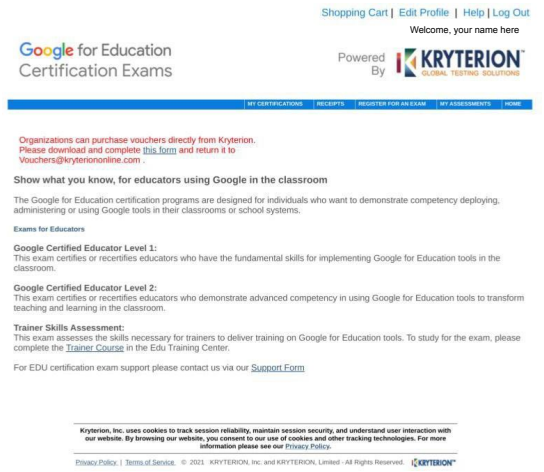 Shopping Cart | Edit Profile | Help | Log Out
Welcome, your name here
Google for Education
Certification Exams
Powered
By
KRYTERION™
GLOBAL TESTING SOLUTIONS
MY CERTIFICATIONS | RECEIPTS | REGISTER FOR AN EXAM | MY ASSESSMENTS | HOME
Organizations can purchase vouchers directly from Kryterion.
Please download and complete this form and return it to
Vouchers@kryteriononline.com .
Show what you know, for educators using Google in the classroom
The Google for Education certification programs are designed for individuals who want to demonstrate competency deploying,
administering or using Google tools in their classrooms or school systems.
Exams for Educators
Google Certified Educator Level 1:
This exam certifies or recertifies educators who have the fundamental skills for implementing Google for Education tools in the
classroom.
Google Certified Educator Level 2:
This exam certifies or recertifies educators who demonstrate advanced competency in using Google for Education tools to transform
teaching and learning in the classroom.
Trainer Skills Assessment:
This exam assesses the skills necessary for trainers to deliver training on Google for Education tools. To study for the exam, please
complete the Trainer Course in the Edu Training Center.
For EDU certification exam support please contact us via our Support Form
Kryterion, Inc. uses cookies to track session reliability, maintain session security, and understand user interaction with
our website. By browsing our website, you consent to our use of cookies and other tracking technologies. For more
information please see our Privacy Policy.
Privacy Policy | Terms of Service © 2021 KRYTERION, Inc. and KRYTERION, Limited - All Rights Reserved. KRYTERION™